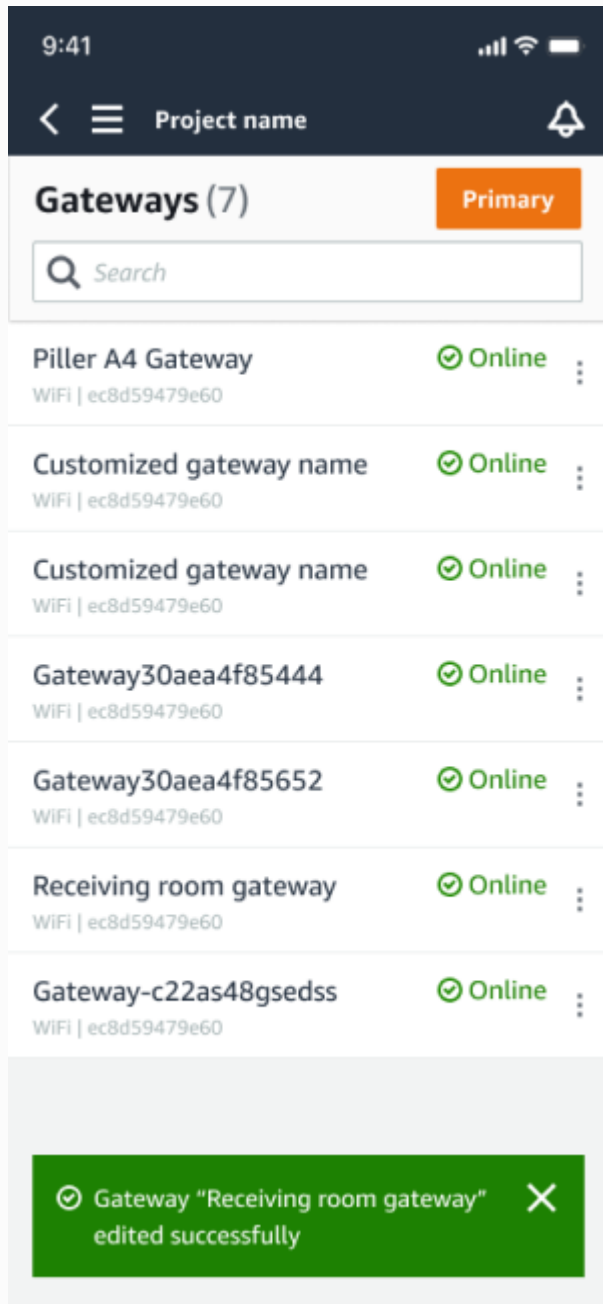 9:41
Project name
Gateways (7)
Primary
Search
Piller A4 Gateway
Online
WiFi | ec8d59479e60
Customized gateway name
Online
WiFi | ec8d59479e60
Customized gateway name
Online
WiFi | ec8d59479e60
Gateway30aea4f85444
Online
WiFi | ec8d59479e60
Gateway30aea4f85652
Online
WiFi | ec8d59479e60
Receiving room gateway
Online
WiFi | ec8d59479e60
Gateway-c22as48gsedss
Online
WiFi | ec8d59479e60
Gateway “Receiving room gateway”
edited successfully